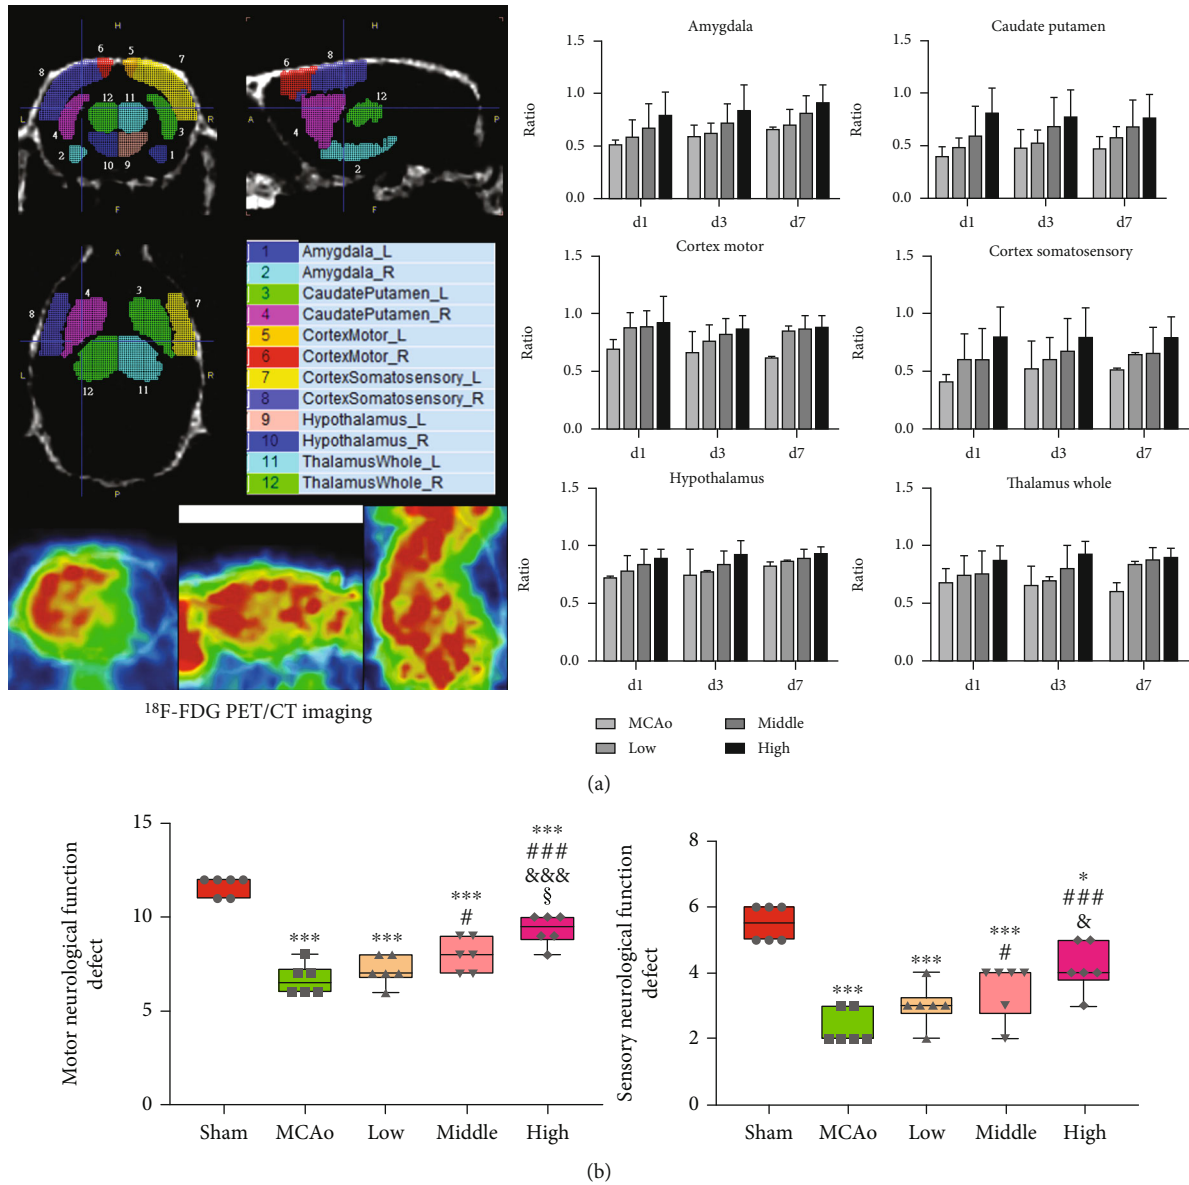 H
6
5
7
8
12
11
L
R
4
3
2
1
10
9
F
H
6
8
12
A
P
4
2
F
A
4
3
7
8
L
R
12
11
P
1 Amygdala_L
2 Amygdala_R
3 CaudatePutamen_L
4 CaudatePutamen_R
5 CortexMotor_L
6 CortexMotor_R
7 CortexSomatosensory_L
8 CortexSomatosensory_R
9 Hypothalamus_L
10 Hypothalamus_R
11 ThalamusWhole_L
12 ThalamusWhole_R
18F-FDG PET/CT imaging
Amygdala
Ratio
1.5
1.0
0.5
0.0
d1 d3 d7
Caudate putamen
Ratio
1.5
1.0
0.5
0.0
d1 d3 d7
Cortex motor
Ratio
1.5
1.0
0.5
0.0
d1 d3 d7
Cortex somatosensory
Ratio
1.5
1.0
0.5
0.0
d1 d3 d7
Hypothalamus
Ratio
1.5
1.0
0.5
0.0
d1 d3 d7
Thalamus whole
Ratio
1.5
1.0
0.5
0.0
d1 d3 d7
MCAo Middle
Low High
(a)
Motor neurological function
defect
15
10
5
0
***
***
***
#
***
###
&&&
§
Sham MCAo Low Middle High
Sensory neurological function
defect
8
6
4
2
0
***
***
***
#
*
###
&
Sham MCAo Low Middle High
(b)